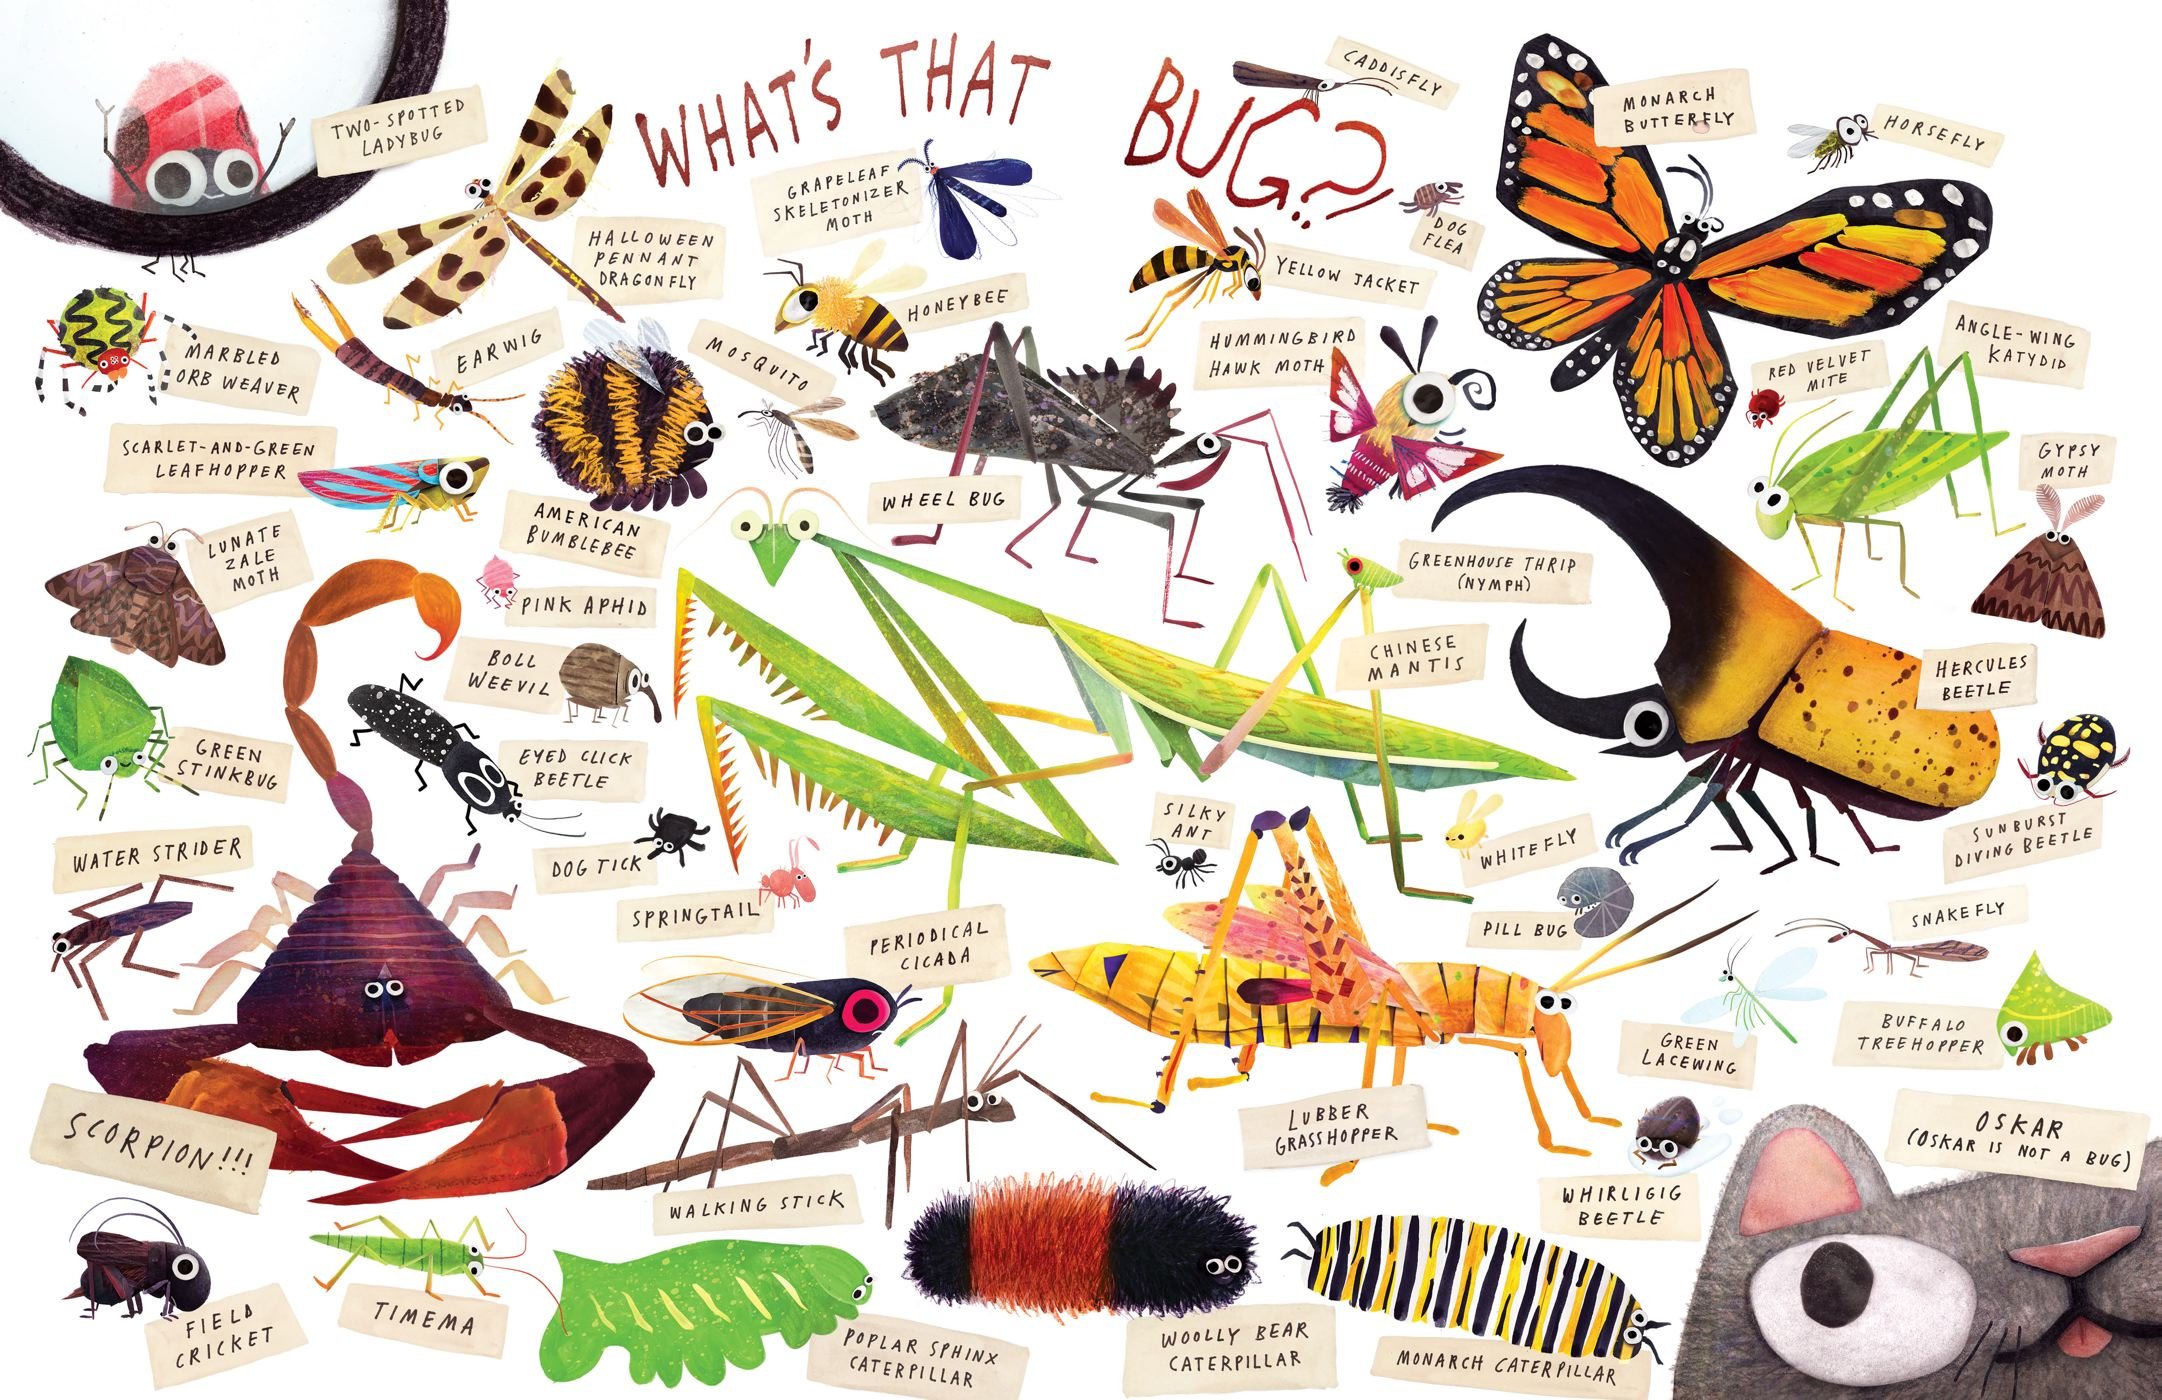 WHAT'S THAT
BUG?
TWO-SPOTTED
LADYBUG
CADDISFLY
MONARCH
BUTTERFLY
HORSEFLY
GRAPELEAF
SKELETONIZER
MOTH
HALLOWEEN
PENNANT
DRAGONFLY
DOG
FLEA
YELLOW JACKET
HONEYBEE
MARBLED
ORB WEAVER
EARWIG
MOSQUITO
HUMMINGBIRD
HAWK MOTH
RED VELVET
MITE
ANGLE-WING
KATYDID
SCARLET-AND-GREEN
LEAFHOPPER
GYPSY
MOTH
WHEEL BUG
AMERICAN
BUMBLEBEE
LUNATE
ZALE
MOTH
GREENHOUSE THRIP
(NYMPH)
PINK APHID
BOLL
WEEVIL
CHINESE
MANTIS
HERCULES
BEETLE
GREEN
STINKBUG
EYED CLICK
BEETLE
SILKY
ANT
SUNBURST
DIVING BEETLE
WATER STRIDER
DOG TICK
WHITEFLY
SPRINGTAIL
PERIODICAL
CICADA
PILL BUG
SNAKEFLY
GREEN
LACEWING
BUFFALO
TREEHOPPER
SCORPION!!!
LUBBER
GRASSHOPPER
OSKAR
(OSKAR IS NOT A BUG)
WALKING STICK
WHIRLIGIG
BEETLE
FIELD
CRICKET
TIMEMA
POPLAR SPHINX
CATERPILLAR
WOOLLY BEAR
CATERPILLAR
MONARCH CATERPILLAR